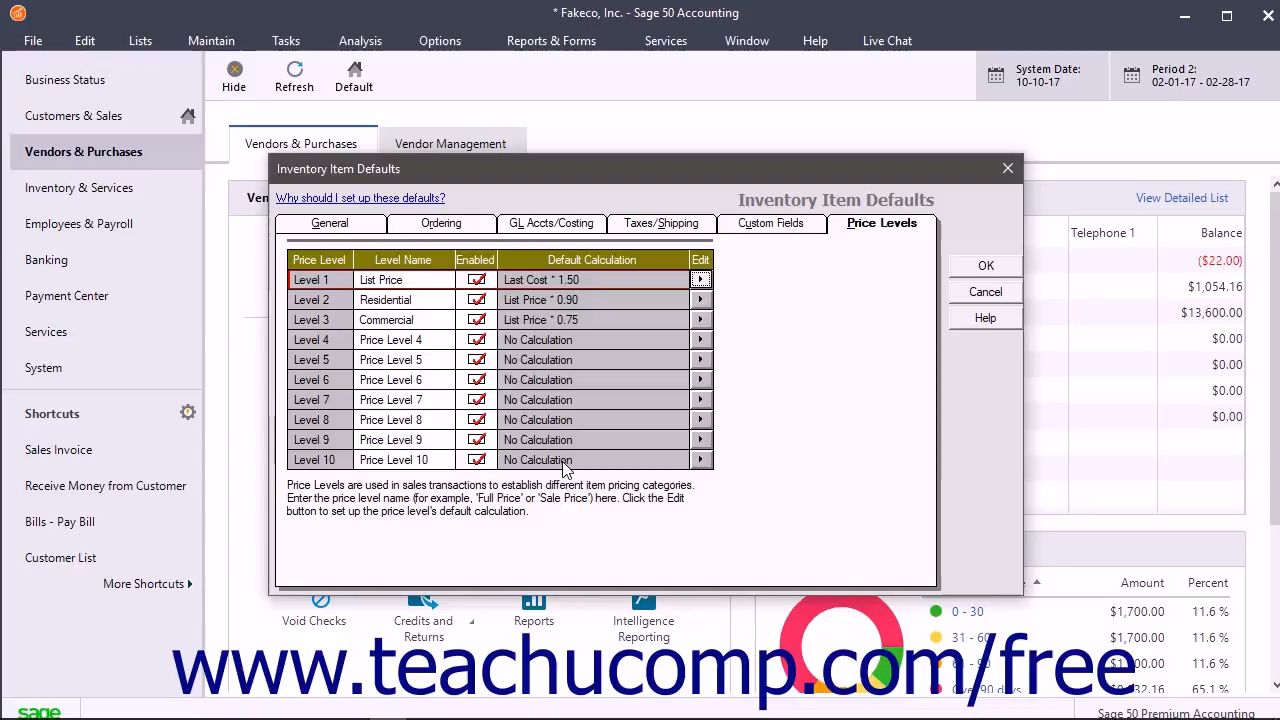 * Fakeco, Inc. - Sage 50 Accounting
File Edit Lists Maintain Tasks Analysis Options Reports & Forms Services Window Help Live Chat
Business Status
Customers & Sales
Vendors & Purchases
Inventory & Services
Employees & Payroll
Banking
Payment Center
Services
System
Shortcuts
Sales Invoice
Receive Money from Customer
Bills - Pay Bill
Customer List
More Shortcuts
sage
Hide Refresh Default
System Date:
10-10-17
Period 2:
02-01-17 - 02-28-17
Vendors & Purchases Vendor Management
View Detailed List
Telephone 1 Balance
($22.00)
$1,054.16
$13,600.00
$0.00
$0.00
$0.00
Inventory Item Defaults
Why should I set up these defaults?
Inventory Item Defaults
General Ordering GL Accts/Costing Taxes/Shipping Custom Fields Price Levels
Price Level Level Name Enabled Default Calculation Edit
Level 1 List Price Last Cost * 1.50
Level 2 Residential List Price * 0.90
Level 3 Commercial List Price * 0.75
Level 4 Price Level 4 No Calculation
Level 5 Price Level 5 No Calculation
Level 6 Price Level 6 No Calculation
Level 7 Price Level 7 No Calculation
Level 8 Price Level 8 No Calculation
Level 9 Price Level 9 No Calculation
Level 10 Price Level 10 No Calculation
Price Levels are used in sales transactions to establish different item pricing categories.
Enter the price level name (for example, 'Full Price' or 'Sale Price') here. Click the Edit
button to set up the price level's default calculation.
OK
Cancel
Help
Void Checks
Credits and
Returns
Reports
Intelligence
Reporting
Amount Percent
0 - 30 $1,700.00 11.6 %
31 - 60 $1,700.00 11.6 %
11.6 %
65.1 %
www.teachucomp.com/free
Sage 50 Premium Accounting